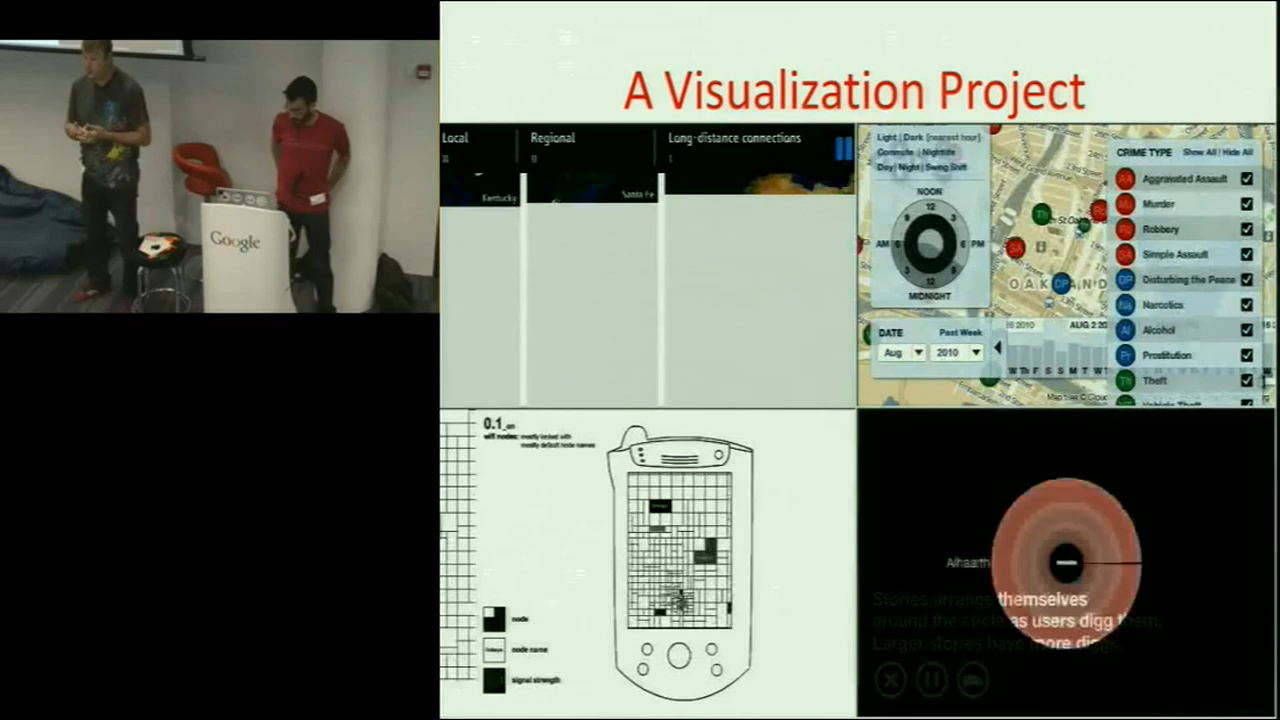 Google
A Visualization Project
Local
Regional
Long-distance connections
Kentucky
Santa Fe
Light | Dark [nearest hour]
Commute | Nightlife
Day | Night | Swing Shift
NOON
12
9 3
AM 6 6 PM
3 9
12
MIDNIGHT
DATE Past Week
Aug 2010
AUG 2 20
W Th F S S M T W
OAKLAND
CRIME TYPE Show All | Hide All
AA Aggravated Assault
Mu Murder
Ro Robbery
SA Simple Assault
DP Disturbing the Peace
Na Narcotics
Al Alcohol
Pr Prostitution
Th Theft
Vehicle Theft
0.1_on
wifi nodes: mostly locked with
mostly default node names
node
node name
signal strength
Stories arrange themselves
around the circle as users digg them.
Larger stories have more diggs.